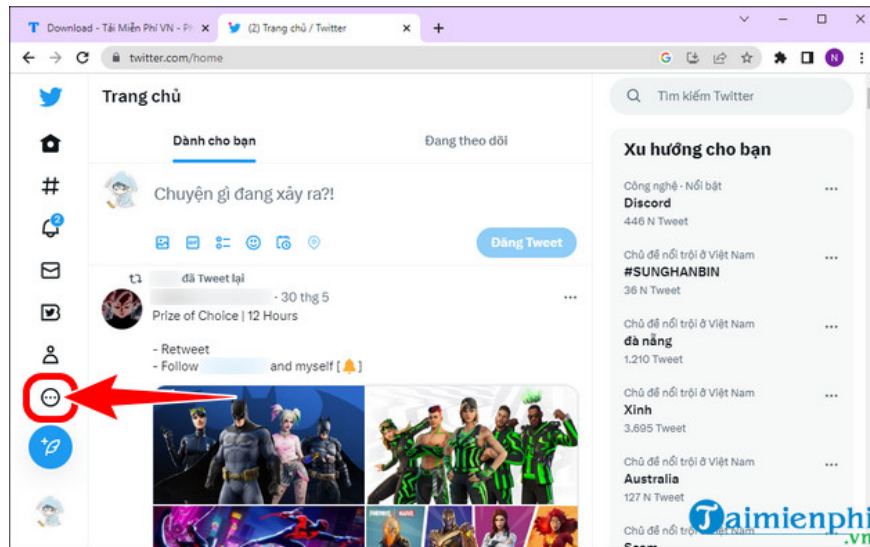 Download - Tải Miễn Phí VN - Ph
(2) Trang chủ / Twitter
twitter.com/home
N
Trang chủ
Tìm kiếm Twitter
Dành cho bạn
Đang theo dõi
Chuyện gì đang xảy ra?!
Đăng Tweet
2
đã Tweet lại
· 30 thg 5
Prize of Choice | 12 Hours
- Retweet
- Follow and myself [🔔]
FORTNITE MARVEL
Xu hướng cho bạn
Công nghệ · Nổi bật
Discord
446 N Tweet
Chủ đề nổi trội ở Việt Nam
#SUNGHANBIN
36 N Tweet
Chủ đề nổi trội ở Việt Nam
đà nẵng
1.210 Tweet
Chủ đề nổi trội ở Việt Nam
Xinh
3.695 Tweet
Chủ đề nổi trội ở Việt Nam
Australia
127 N Tweet
Chủ đề nổi trội ở Việt Nam
Taimienphi
.vn